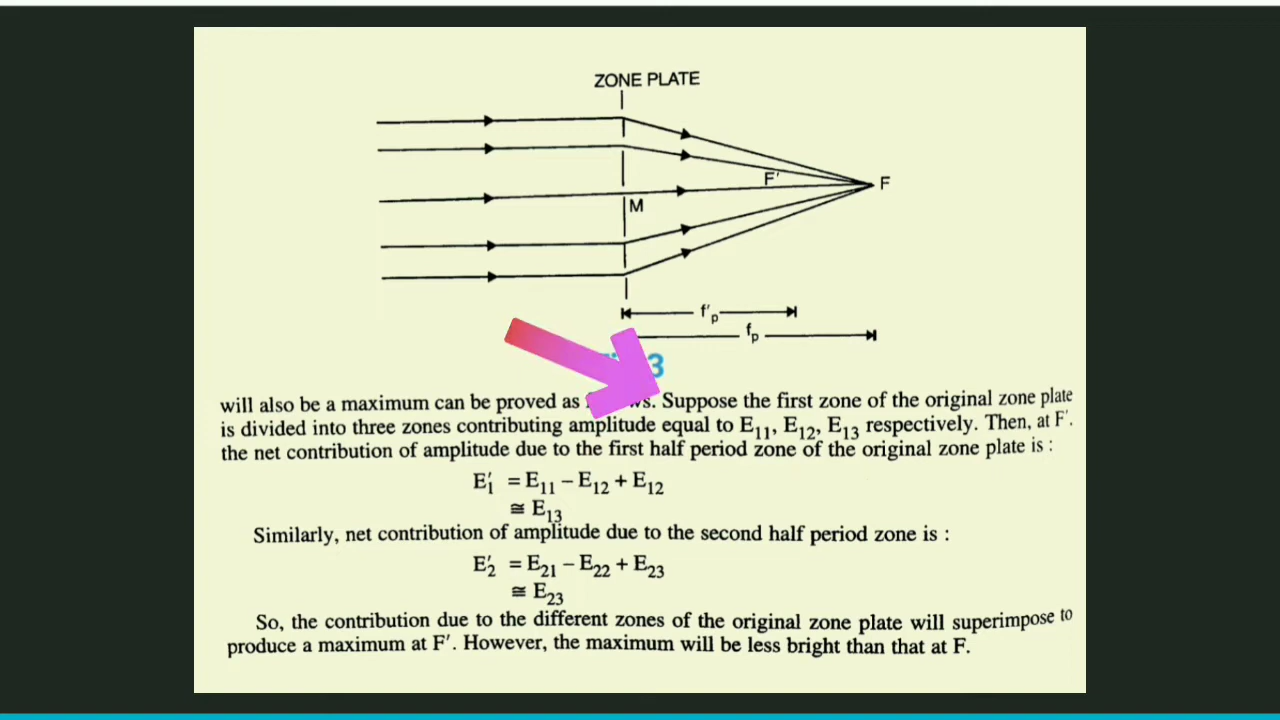 ZONE PLATE
F'
F
M
f'p
fp
3
will also be a maximum can be proved as Suppose the first zone of the original zone plate
is divided into three zones contributing amplitude equal to E11, E12, E13 respectively. Then, at F'.
the net contribution of amplitude due to the first half period zone of the original zone plate is :
E'1 = E11 – E12 + E12
≅ E13
Similarly, net contribution of amplitude due to the second half period zone is :
E'2 = E21 – E22 + E23
≅ E23
So, the contribution due to the different zones of the original zone plate will superimpose to
produce a maximum at F'. However, the maximum will be less bright than that at F.